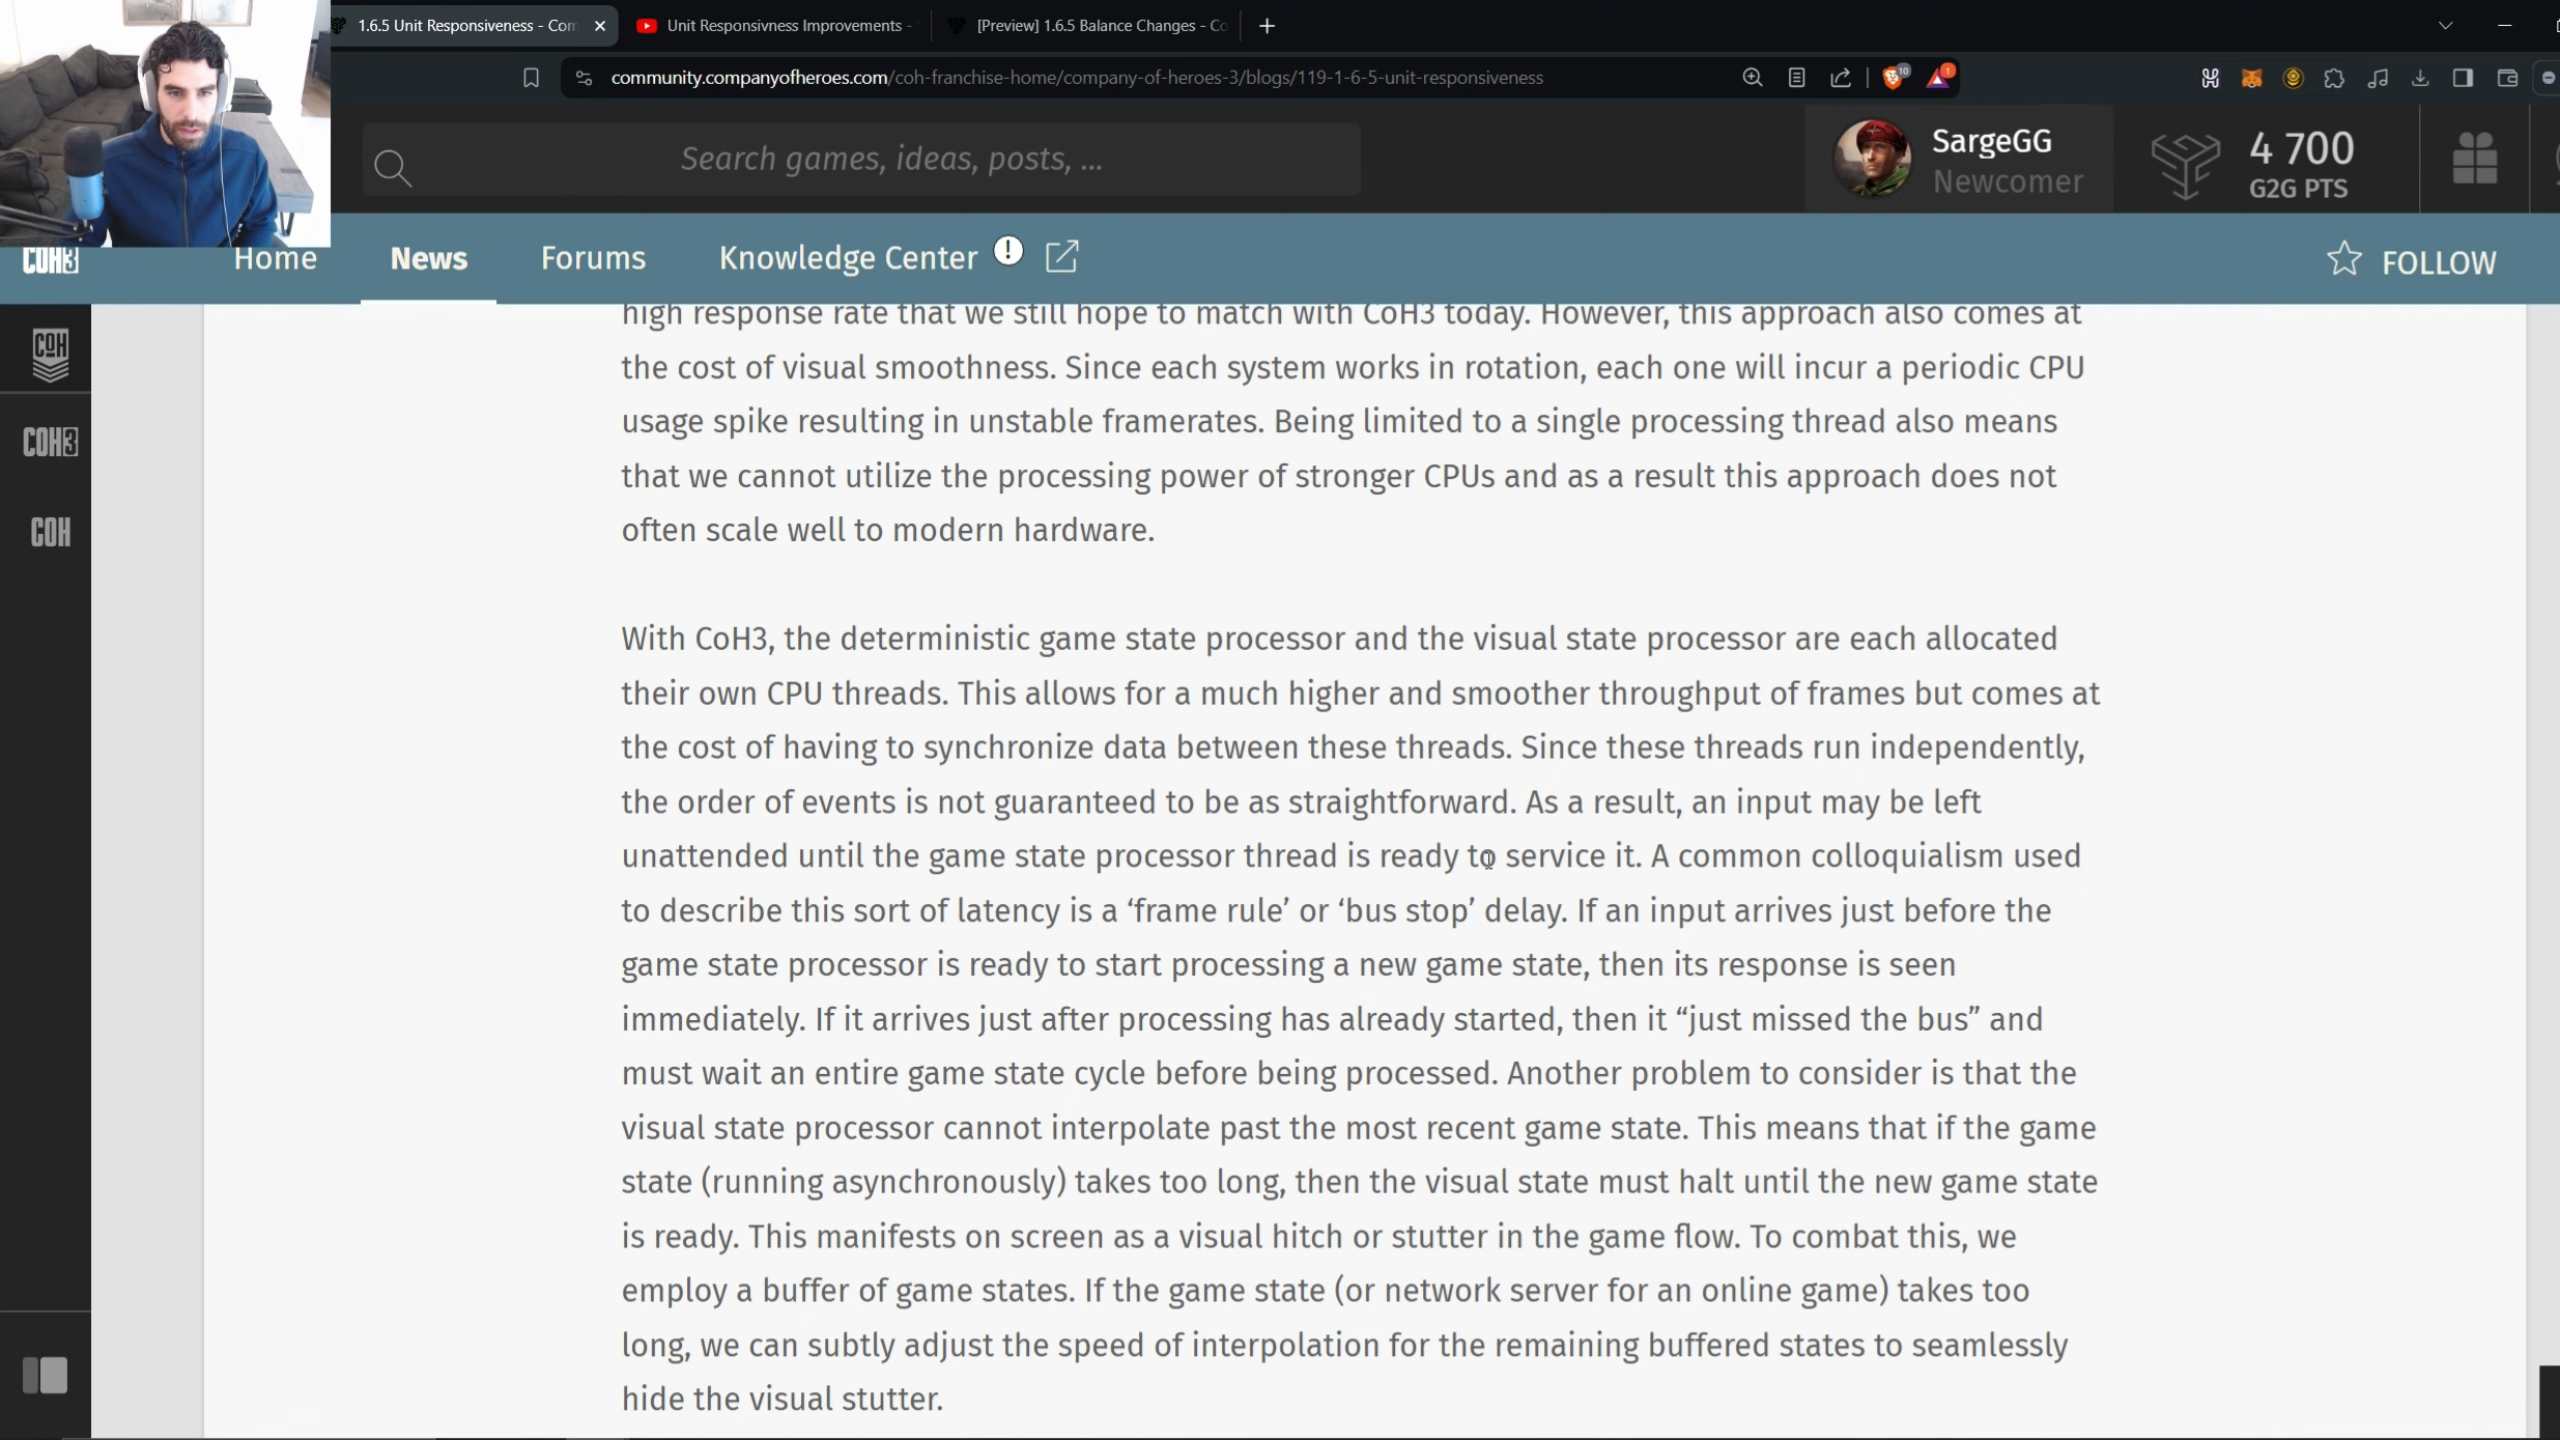 1.6.5 Unit Responsiveness - Com
Unit Responsivness Improvements -
[Preview] 1.6.5 Balance Changes - Co
community.companyofheroes.com/coh-franchise-home/company-of-heroes-3/blogs/119-1-6-5-unit-responsiveness
10
1
Search games, ideas, posts, ...
SargeGG
Newcomer
4 700
G2G PTS
COH3
Home
News
Forums
Knowledge Center
!
FOLLOW
COH
COH3
COH
high response rate that we still hope to match with CoH3 today. However, this approach also comes at
the cost of visual smoothness. Since each system works in rotation, each one will incur a periodic CPU
usage spike resulting in unstable framerates. Being limited to a single processing thread also means
that we cannot utilize the processing power of stronger CPUs and as a result this approach does not
often scale well to modern hardware.
With CoH3, the deterministic game state processor and the visual state processor are each allocated
their own CPU threads. This allows for a much higher and smoother throughput of frames but comes at
the cost of having to synchronize data between these threads. Since these threads run independently,
the order of events is not guaranteed to be as straightforward. As a result, an input may be left
unattended until the game state processor thread is ready to service it. A common colloquialism used
to describe this sort of latency is a ‘frame rule’ or ‘bus stop’ delay. If an input arrives just before the
game state processor is ready to start processing a new game state, then its response is seen
immediately. If it arrives just after processing has already started, then it “just missed the bus” and
must wait an entire game state cycle before being processed. Another problem to consider is that the
visual state processor cannot interpolate past the most recent game state. This means that if the game
state (running asynchronously) takes too long, then the visual state must halt until the new game state
is ready. This manifests on screen as a visual hitch or stutter in the game flow. To combat this, we
employ a buffer of game states. If the game state (or network server for an online game) takes too
long, we can subtly adjust the speed of interpolation for the remaining buffered states to seamlessly
hide the visual stutter.